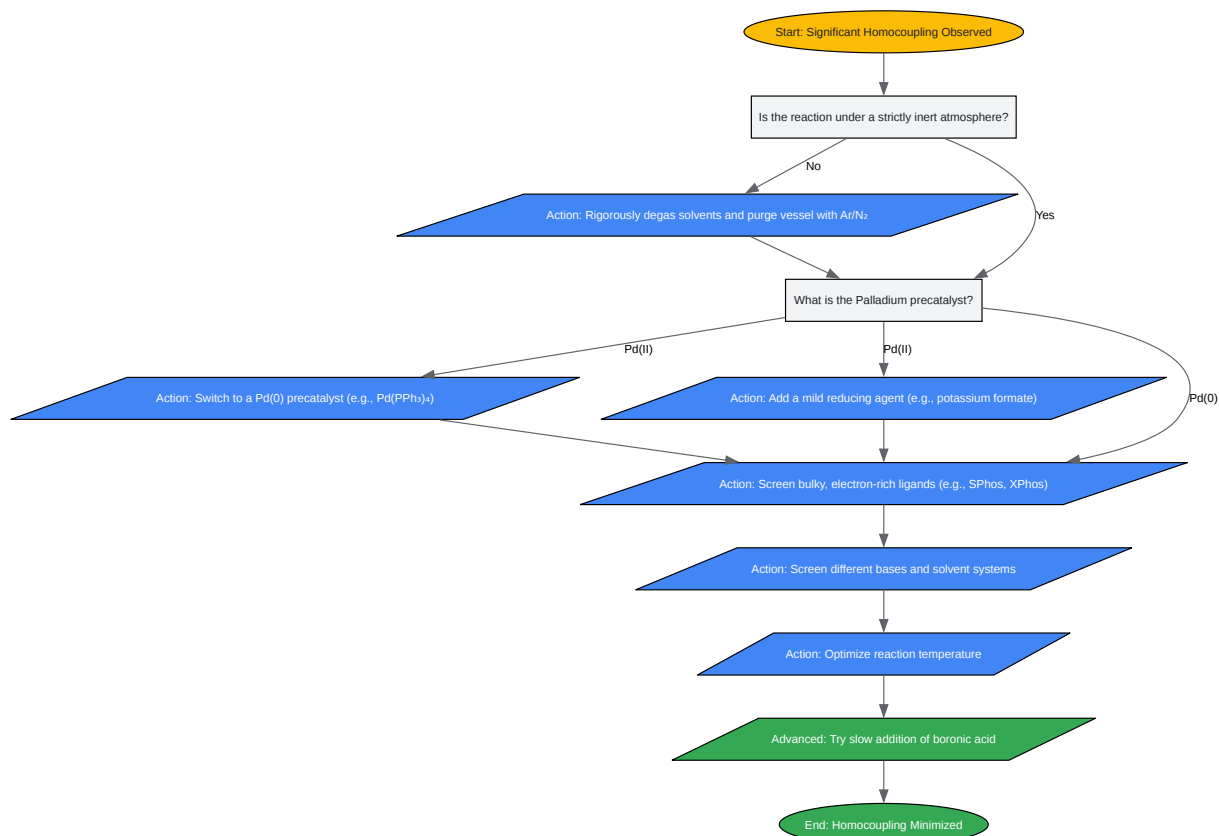 Start: Significant Homocoupling Observed
Is the reaction under a strictly inert atmosphere?
No
Action: Rigorously degas solvents and purge vessel with Ar/N₂
Yes
What is the Palladium precatalyst?
Pd(II)
Pd(II)
Action: Switch to a Pd(0) precatalyst (e.g., Pd(PPh₃)₄)
Action: Add a mild reducing agent (e.g., potassium formate)
Pd(0)
Action: Screen bulky, electron-rich ligands (e.g., SPhos, XPhos)
Action: Screen different bases and solvent systems
Action: Optimize reaction temperature
Advanced: Try slow addition of boronic acid
End: Homocoupling Minimized